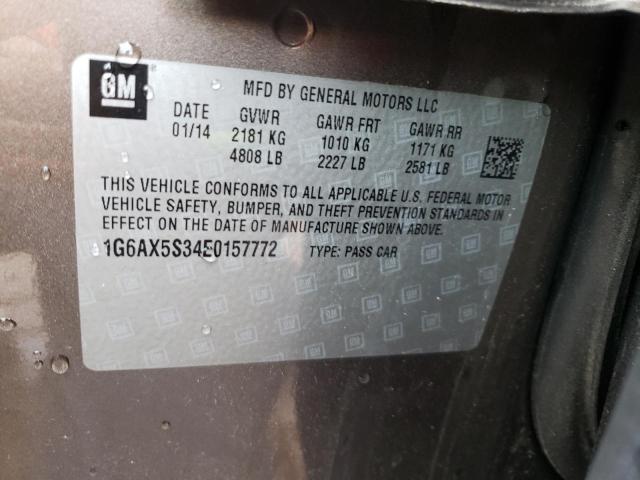 GM
MFD BY GENERAL MOTORS LLC
DATE GVWR GAWR FRT GAWR RR
01/14 2181 KG 1010 KG 1171 KG
4808 LB 2227 LB 2581 LB
THIS VEHICLE CONFORMS TO ALL APPLICABLE U.S. FEDERAL MOTOR
VEHICLE SAFETY, BUMPER, AND THEFT PREVENTION STANDARDS IN
EFFECT ON THE DATE OF MANUFACTURE SHOWN ABOVE.
1G6AX5S34E0157772 TYPE: PASS CAR